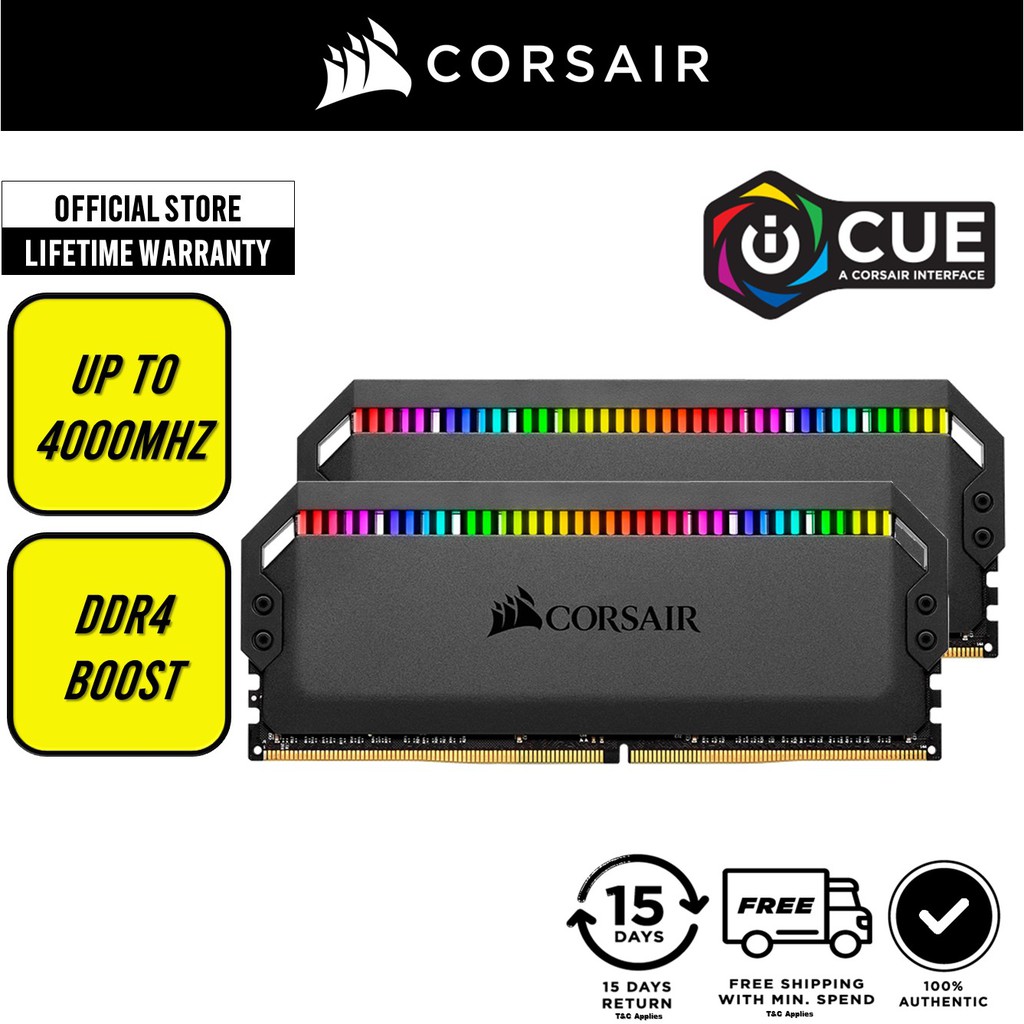 CORSAIR
OFFICIAL STORE
LIFETIME WARRANTY
iCUE
A CORSAIR INTERFACE
UP TO
4000MHZ
DDR4
BOOST
CORSAIR
15
DAYS
15 DAYS
RETURN
T&C Applies
FREE
FREE SHIPPING
WITH MIN. SPEND
T&C Applies
100%
AUTHENTIC